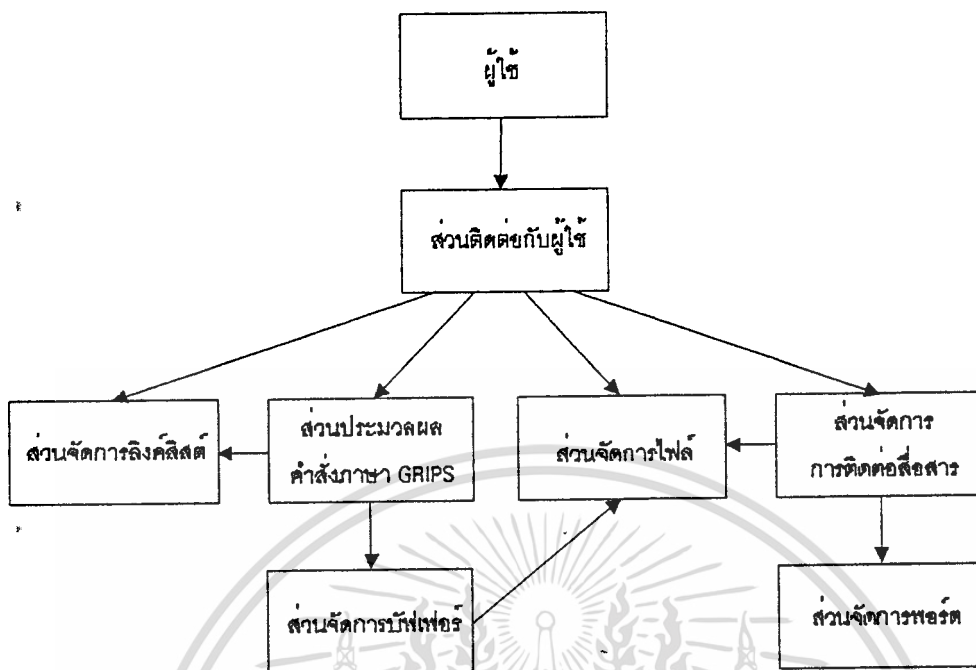 ผู้ใช้
ส่วนติดต่อกับผู้ใช้
ส่วนจัดการลิงค์ลิสต์
ส่วนประมวลผล
คำสั่งภาษา GRIPS
ส่วนจัดการไฟล์
ส่วนจัดการ
การติดต่อสื่อสาร
ส่วนจัดการบัฟเฟอร์
ส่วนจัดการพอร์ต